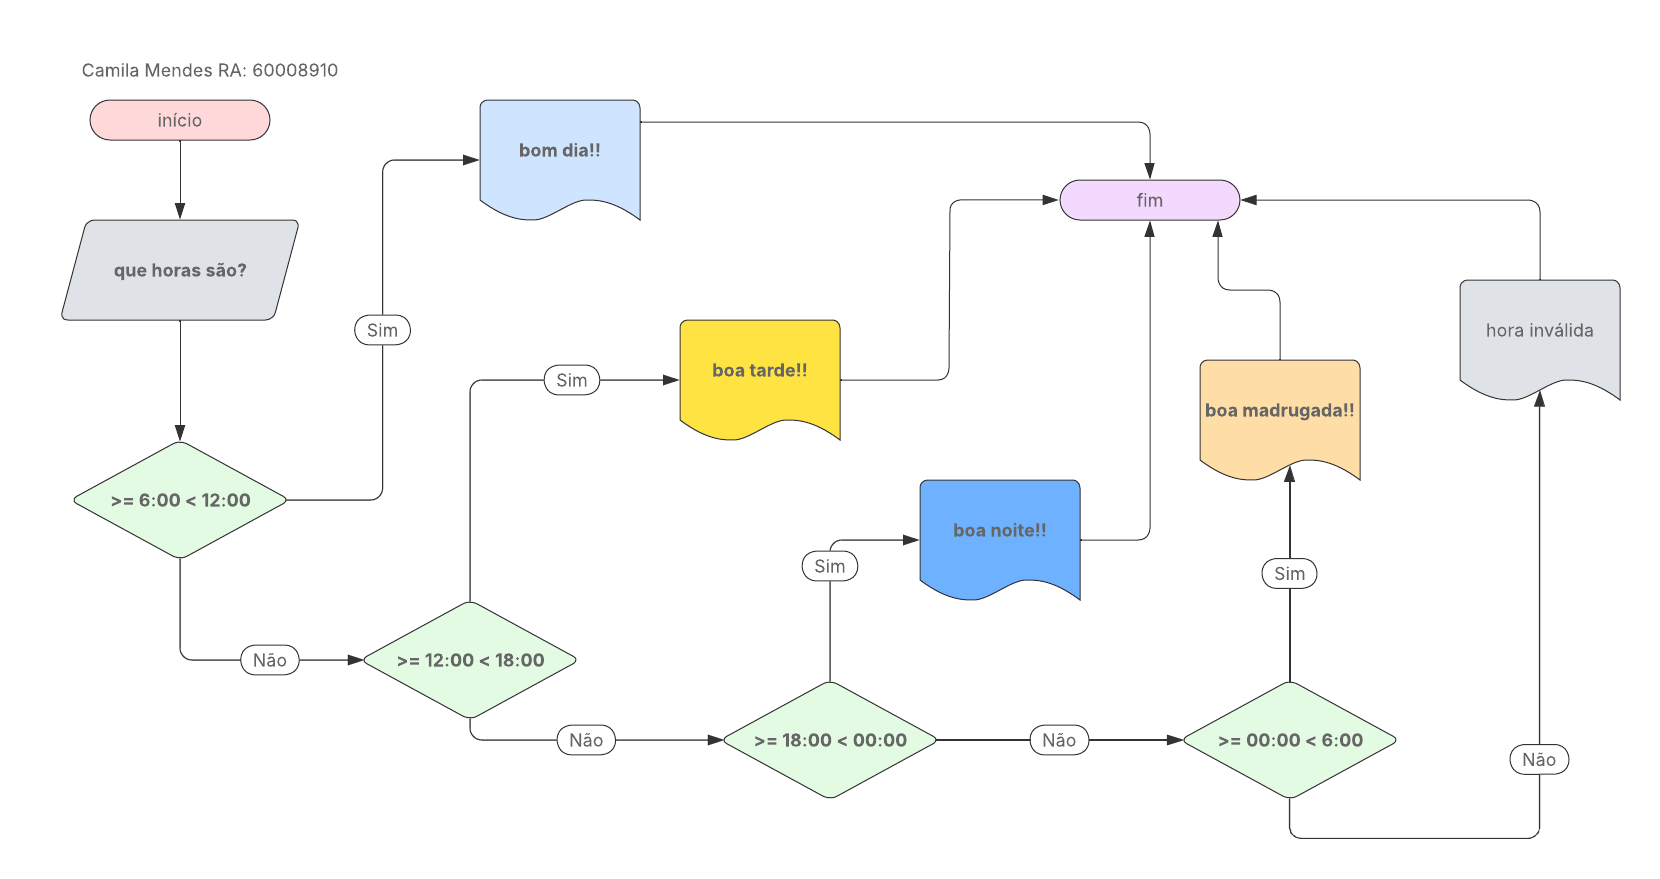 Camila Mendes RA: 60008910
início
bom dia!!
fim
que horas são?
Sim
hora inválida
boa tarde!!
Sim
boa madrugada!!
>= 6:00 < 12:00
boa noite!!
Sim
Sim
Não
>= 12:00 < 18:00
Não
>= 18:00 < 00:00
Não
>= 00:00 < 6:00
Não